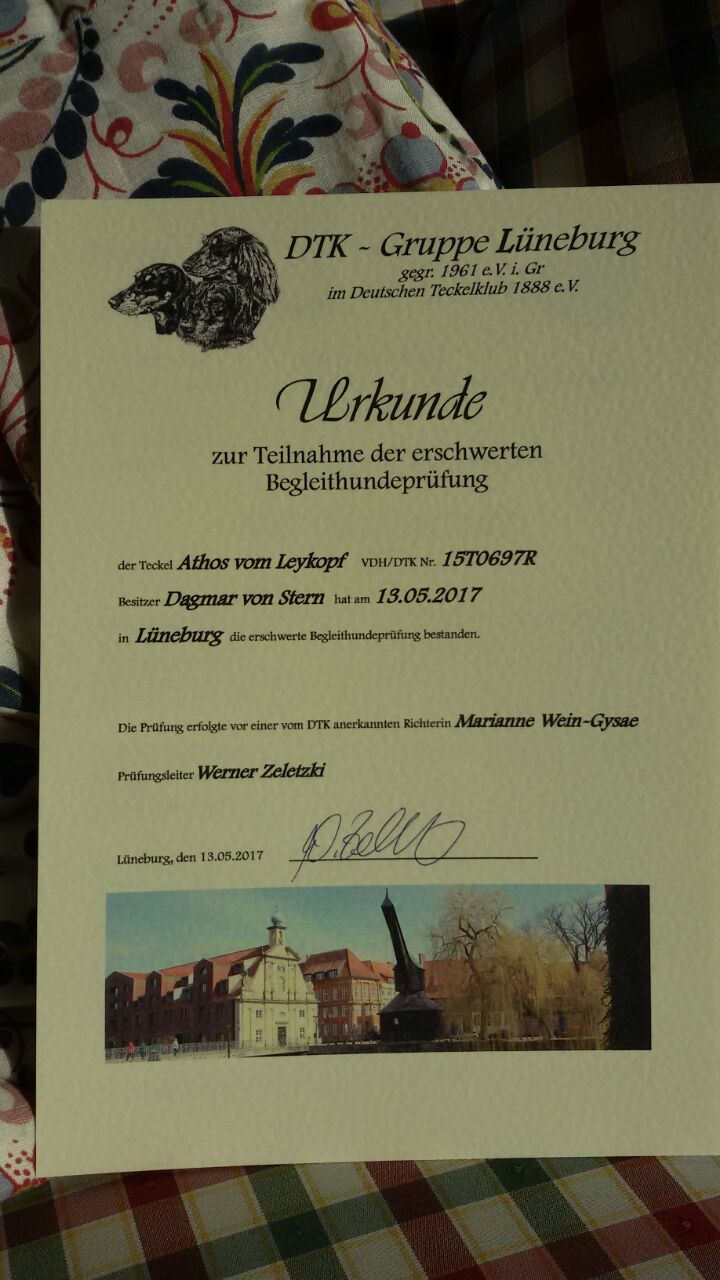 DTK ~ Gruppe Lüneburg
gegr. 1961 e.V. i. Gr
im Deutschen Teckelklub 1888 e.V.
Urkunde
zur Teilnahme der erschwerten
Begleithundeprüfung
der Teckel Athos vom Leykopf VDH/DTK Nr. 15T0697R
Besitzer Dagmar von Stern hat am 13.05.2017
in Lüneburg die erschwerte Begleithundeprüfung bestanden.
Die Prüfung erfolgte vor einer vom DTK anerkannten Richterin Marianne Wein-Gysae
Prüfungsleiter Werner Zeletzki
Lüneburg, den 13.05.2017